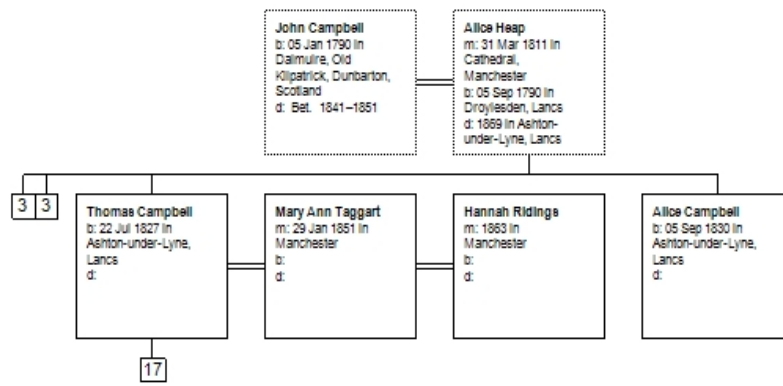 John Campbell
b: 05 Jan 1790 in
Dalmuire, Old
Kilpatrick, Dunbarton,
Scotland
d: Bet. 1841–1851
Alice Heap
m: 31 Mar 1811 in
Cathedral,
Manchester
b: 05 Sep 1790 in
Droylesden, Lancs
d: 1869 in Ashton-
under-Lyne, Lancs
3
3
Thomas Campbell
b: 22 Jul 1827 in
Ashton-under-Lyne,
Lancs
d:
Mary Ann Taggart
m: 29 Jan 1851 in
Manchester
b:
d:
Hannah Ridings
m: 1863 in
Manchester
b:
d:
Alice Campbell
b: 05 Sep 1830 in
Ashton-under-Lyne,
Lancs
d:
17